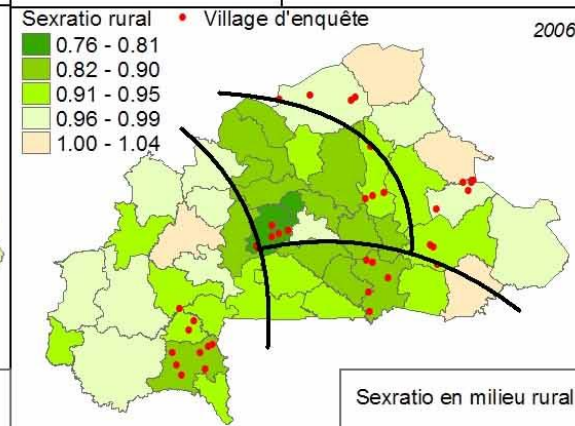 Sexratio rural • Village d'enquête
2006
0.76 - 0.81
0.82 - 0.90
0.91 - 0.95
0.96 - 0.99
1.00 - 1.04
Sexratio en milieu rural